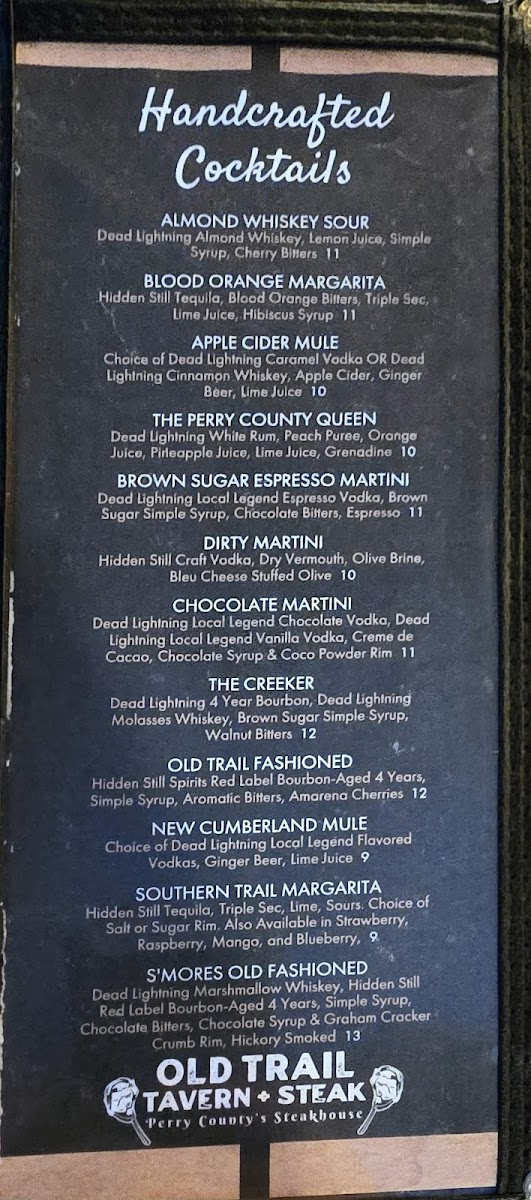 Handcrafted
Cocktails
ALMOND WHISKEY SOUR
Dead Lightning Almond Whiskey, Lemon Juice, Simple
Syrup, Cherry Bitters 11
BLOOD ORANGE MARGARITA
Hidden Still Tequila, Blood Orange Bitters, Triple Sec,
Lime Juice, Hibiscus Syrup 11
APPLE CIDER MULE
Choice of Dead Lightning Caramel Vodka OR Dead
Lightning Cinnamon Whiskey, Apple Cider, Ginger
Beer, Lime Juice 10
THE PERRY COUNTY QUEEN
Dead Lightning White Rum, Peach Puree, Orange
Juice, Pineapple Juice, Lime Juice, Grenadine 10
BROWN SUGAR ESPRESSO MARTINI
Dead Lightning Local Legend Espresso Vodka, Brown
Sugar Simple Syrup, Chocolate Bitters, Espresso 11
DIRTY MARTINI
Hidden Still Craft Vodka, Dry Vermouth, Olive Brine,
Bleu Cheese Stuffed Olive 10
CHOCOLATE MARTINI
Dead Lightning Local Legend Chocolate Vodka, Dead
Lightning Local Legend Vanilla Vodka, Creme de
Cacao, Chocolate Syrup & Coco Powder Rim 11
THE CREEKER
Dead Lightning 4 Year Bourbon, Dead Lightning
Molasses Whiskey, Brown Sugar Simple Syrup,
Walnut Bitters 12
OLD TRAIL FASHIONED
Hidden Still Spirits Red Label Bourbon-Aged 4 Years,
Simple Syrup, Aromatic Bitters, Amarena Cherries 12
NEW CUMBERLAND MULE
Choice of Dead Lightning Local Legend Flavored
Vodkas, Ginger Beer, Lime Juice 9
SOUTHERN TRAIL MARGARITA
Hidden Still Tequila, Triple Sec, Lime, Sours. Choice of
Salt or Sugar Rim. Also Available in Strawberry,
Raspberry, Mango, and Blueberry, 9
S'MORES OLD FASHIONED
Dead Lightning Marshmallow Whiskey, Hidden Still
Red Label Bourbon-Aged 4 Years, Simple Syrup,
Chocolate Bitters, Chocolate Syrup & Graham Cracker
Crumb Rim, Hickory Smoked 13
OLD TRAIL
TAVERN + STEAK
Perry County's Steakhouse